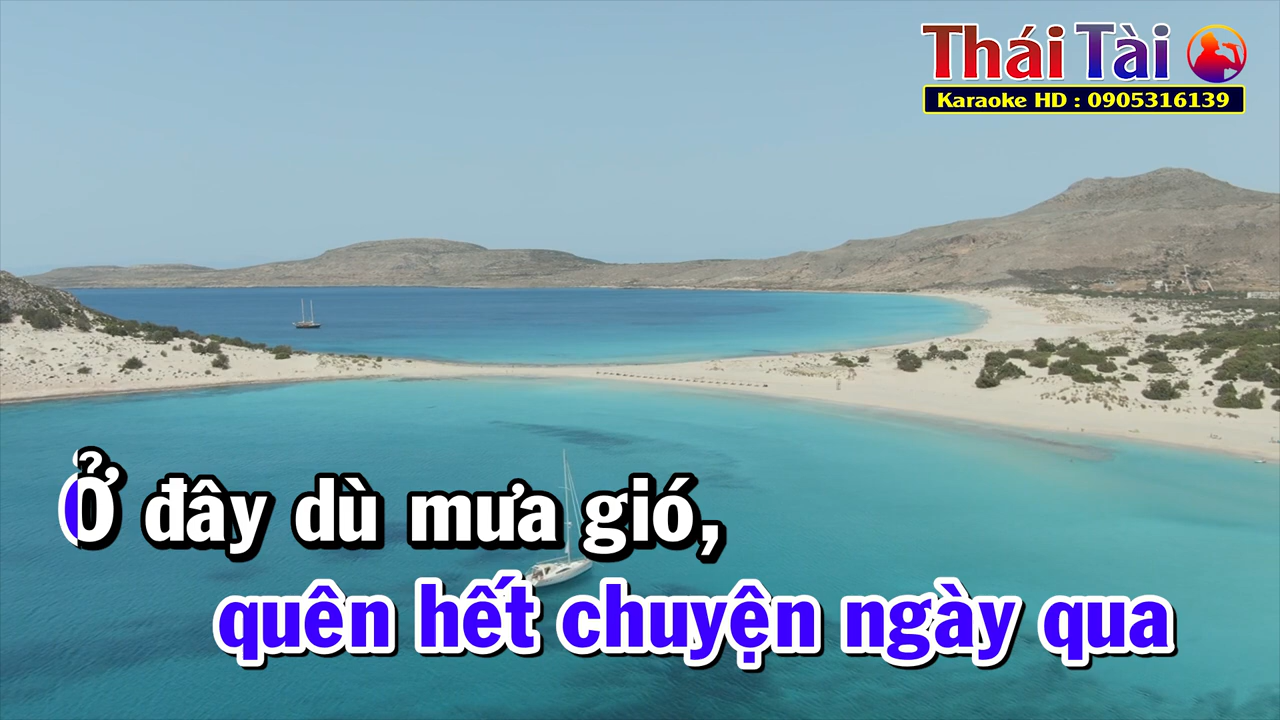 Thái Tài
Karaoke HD : 0905316139
Ở đây dù mưa gió,
quên hết chuyện ngày qua